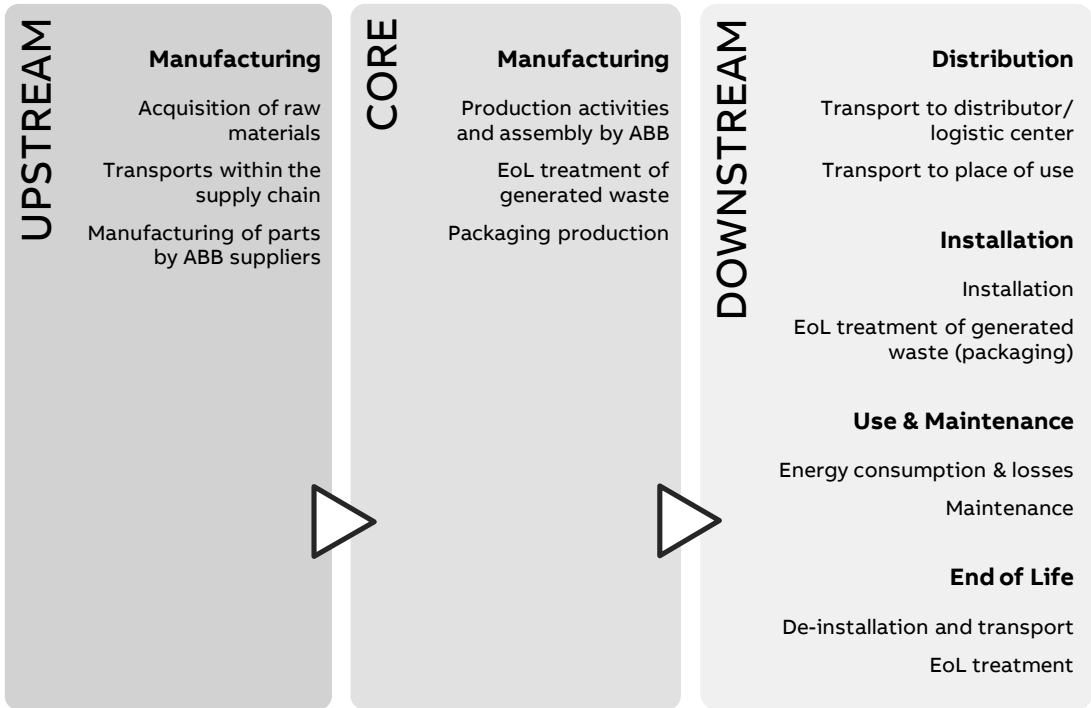 UPSTREAM
Manufacturing
Acquisition of raw
materials
Transports within the
supply chain
Manufacturing of parts
by ABB suppliers
CORE
Manufacturing
Production activities
and assembly by ABB
EoL treatment of
generated waste
Packaging production
DOWNSTREAM
Distribution
Transport to distributor/
logistic center
Transport to place of use
Installation
Installation
EoL treatment of generated
waste (packaging)
Use & Maintenance
Energy consumption & losses
Maintenance
End of Life
De-installation and transport
EoL treatment